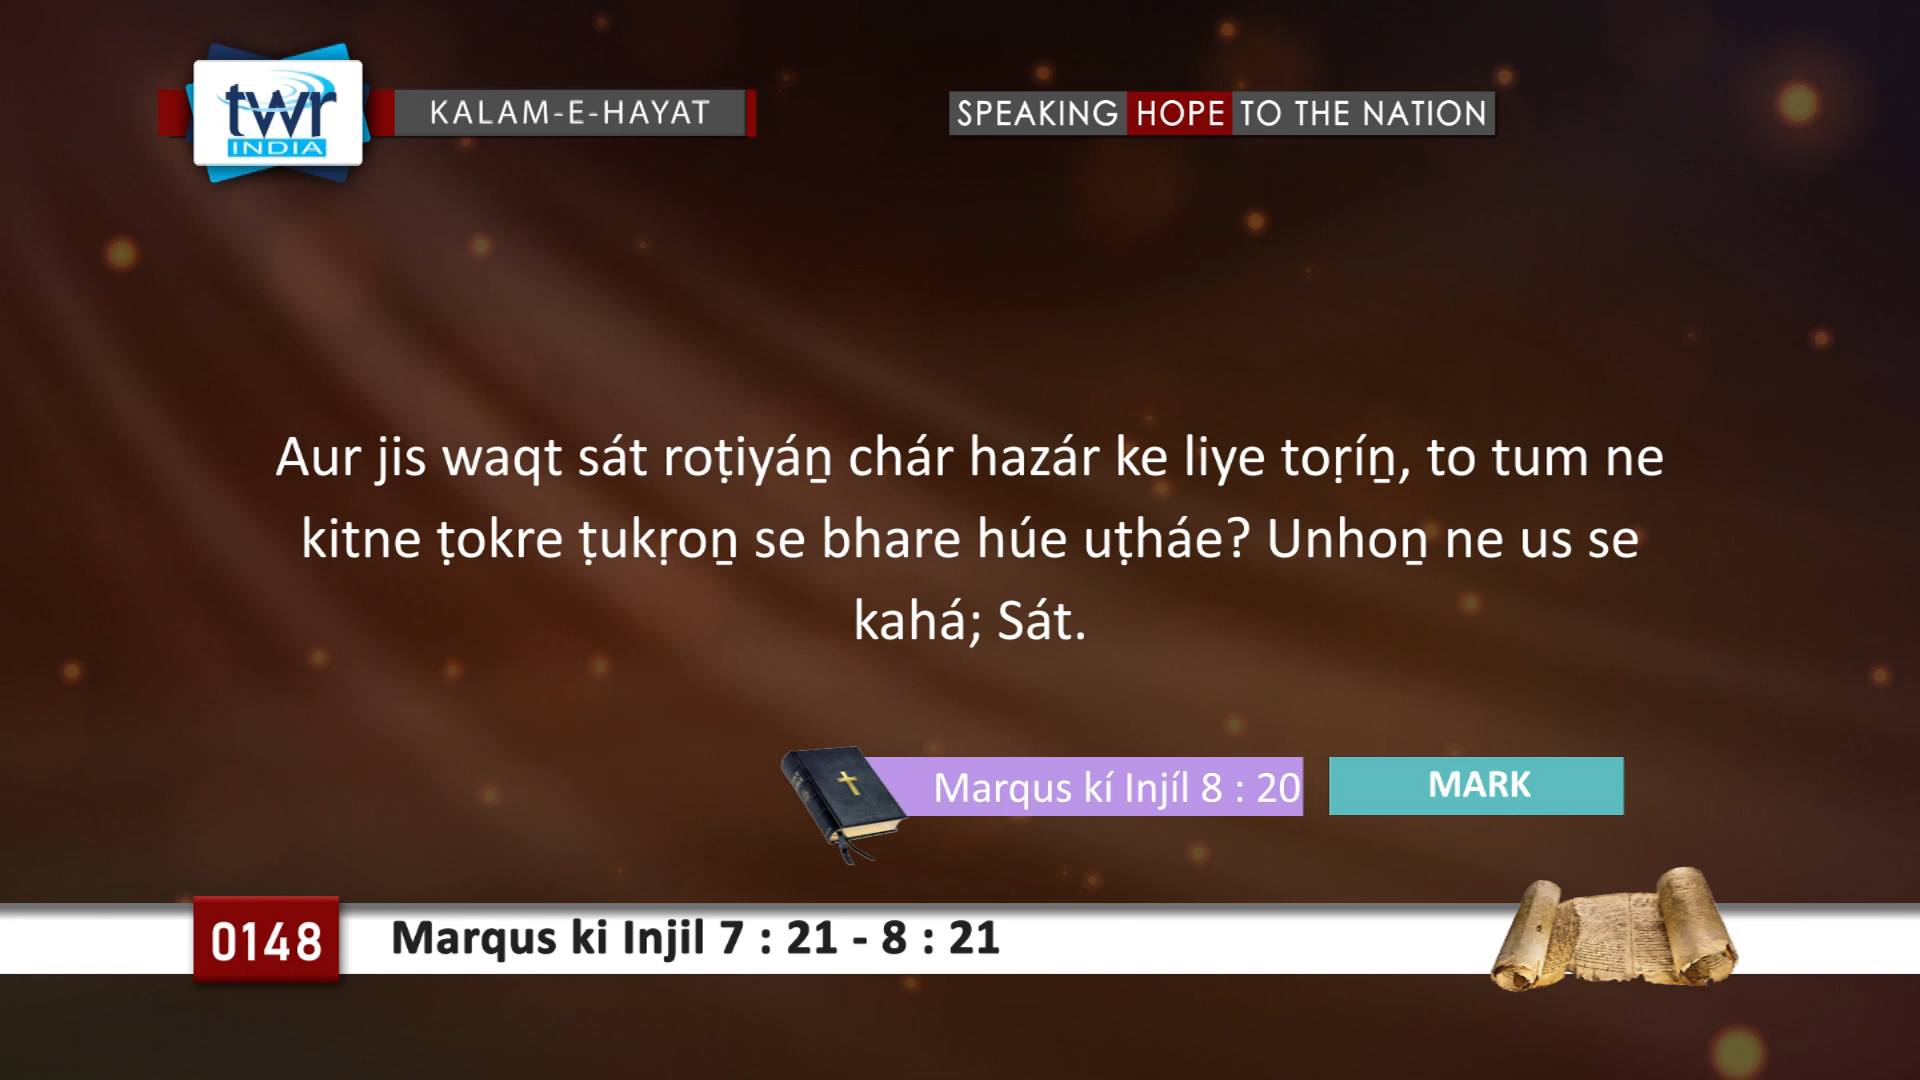 twr
INDIA
KALAM-E-HAYAT
SPEAKING HOPE TO THE NATION
Aur jis waqt sát roṭiyáṉ chár hazár ke liye toṛíṉ, to tum ne
kitne ṭokre ṭukṛoṉ se bhare húe uṭháe? Unhoṉ ne us se
kahá; Sát.
Marqus kí Injíl 8 : 20
MARK
0148
Marqus ki Injil 7 : 21 - 8 : 21